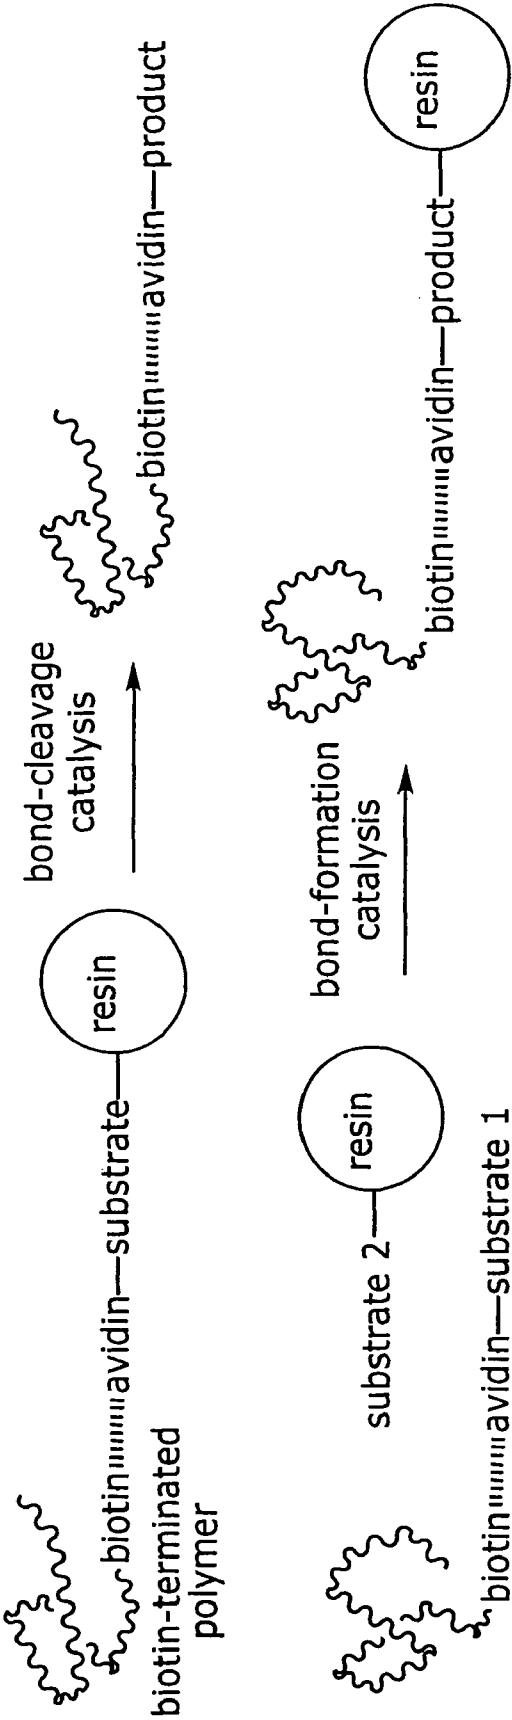 biotin avidin—substrate—resin
biotin-terminated
polymer
bond-cleavage
catalysis
biotin avidin—product
substrate 2—resin
biotin avidin—substrate 1
bond-formation
catalysis
biotin avidin—product—resin